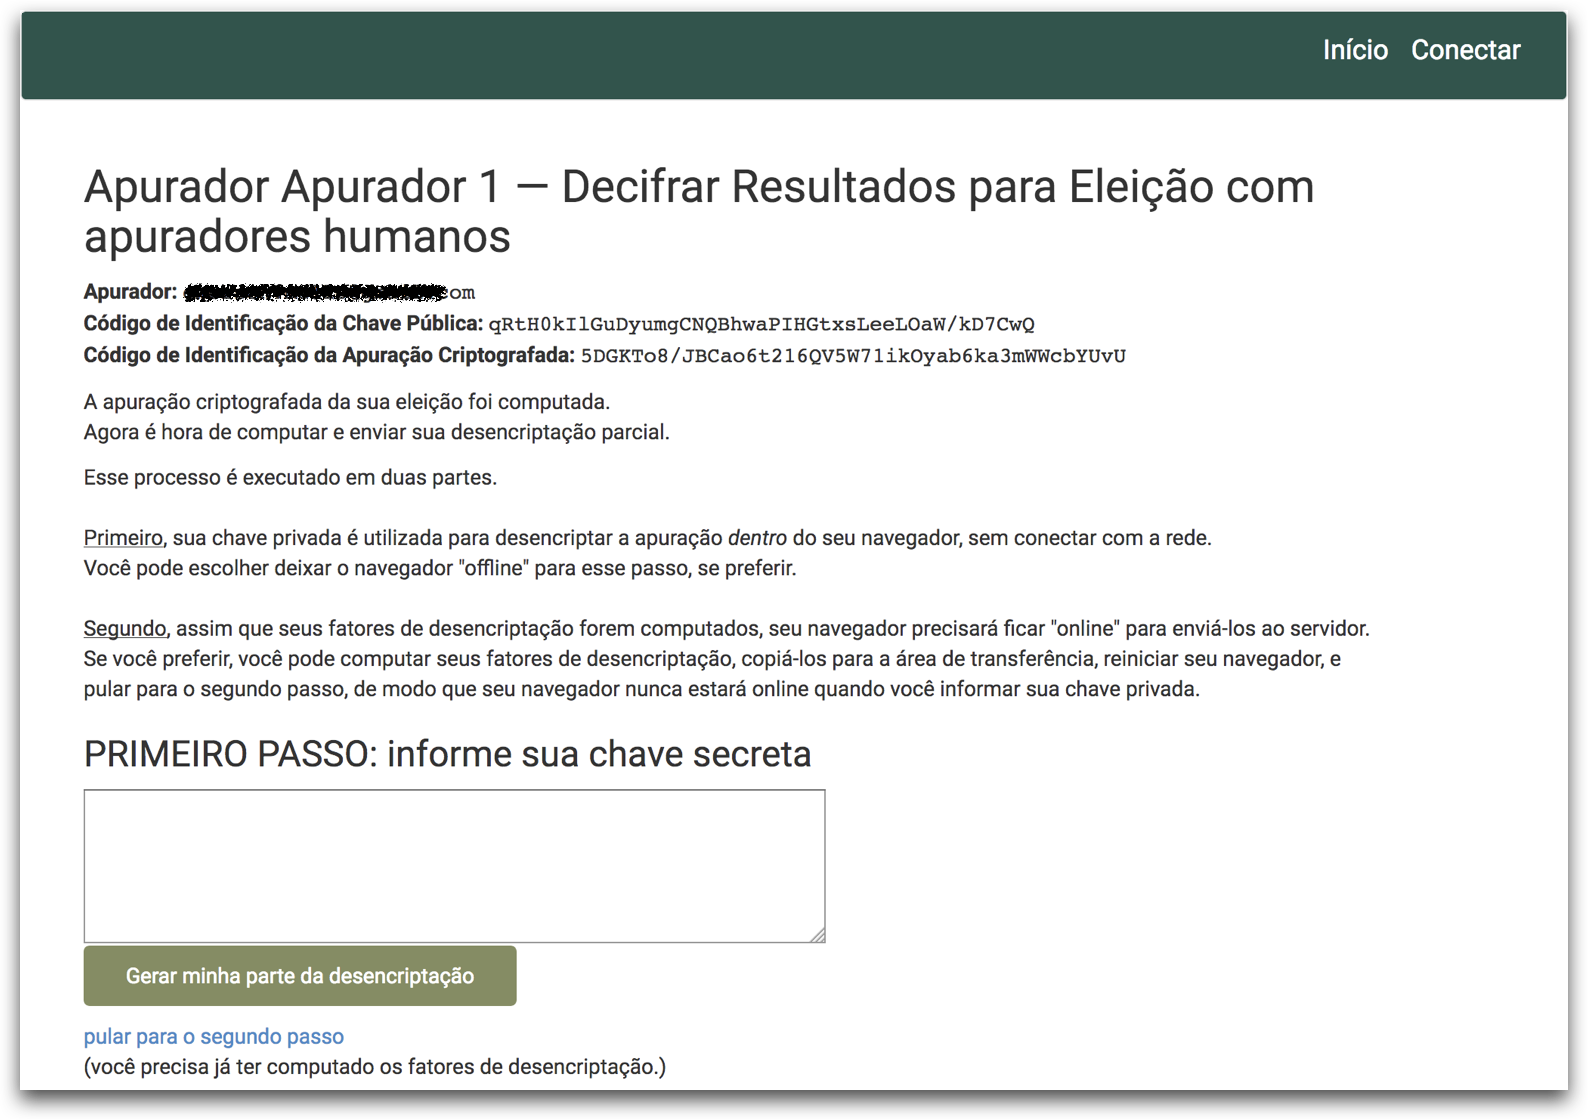 Início Conectar
Apurador Apurador 1 — Decifrar Resultados para Eleição com
apuradores humanos
Apurador: com
Código de Identificação da Chave Pública: qRtH0kIlGuDyumgCNQBhwaPIHGtxsLeeLOaW/kD7CwQ
Código de Identificação da Apuração Criptografada: 5DGKTo8/JBCao6t216QV5W71ikOyab6ka3mWWcbYUvU
A apuração criptografada da sua eleição foi computada.
Agora é hora de computar e enviar sua desencriptação parcial.
Esse processo é executado em duas partes.
Primeiro, sua chave privada é utilizada para desencriptar a apuração dentro do seu navegador, sem conectar com a rede.
Você pode escolher deixar o navegador "offline" para esse passo, se preferir.
Segundo, assim que seus fatores de desencriptação forem computados, seu navegador precisará ficar "online" para enviá-los ao servidor.
Se você preferir, você pode computar seus fatores de desencriptação, copiá-los para a área de transferência, reiniciar seu navegador, e
pular para o segundo passo, de modo que seu navegador nunca estará online quando você informar sua chave privada.
PRIMEIRO PASSO: informe sua chave secreta
Gerar minha parte da desencriptação
pular para o segundo passo
(você precisa já ter computado os fatores de desencriptação.)